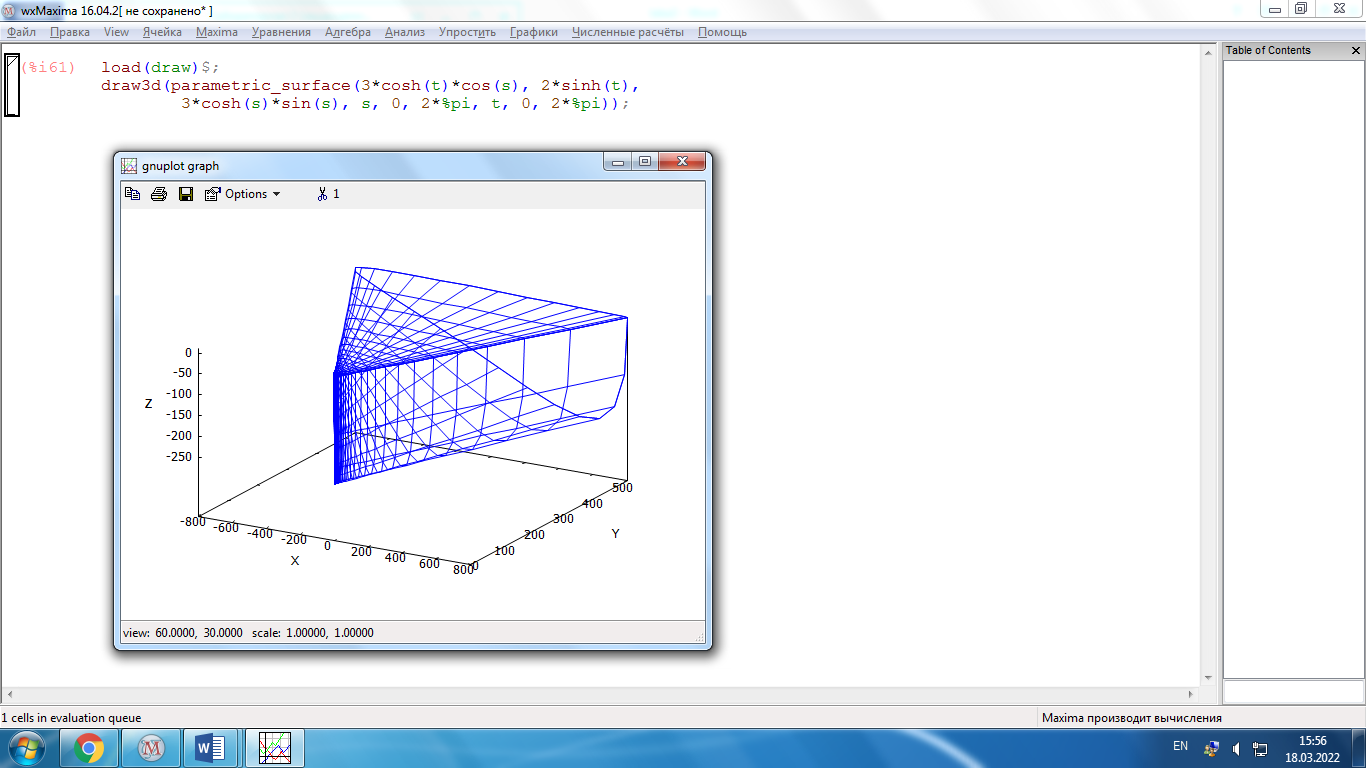 wxMaxima 16.04.2[ не сохранено* ]
Файл Правка View Ячейка Maxima Уравнения Алгебра Анализ Упростить Графики Численные расчёты Помощь
Table of Contents
(%i61) load(draw)$;
draw3d(parametric_surface(3*cosh(t)*cos(s), 2*sinh(t),
3*cosh(s)*sin(s), s, 0, 2*%pi, t, 0, 2*%pi));
gnuplot graph
Options 1
0
-50
-100
-150
-200
-250
Z
-800
-600
-400
-200
0
200
400
600
800
X
0
100
200
300
400
500
Y
view: 60.0000, 30.0000 scale: 1.00000, 1.00000
1 cells in evaluation queue
Maxima производит вычисления
EN
15:56
18.03.2022